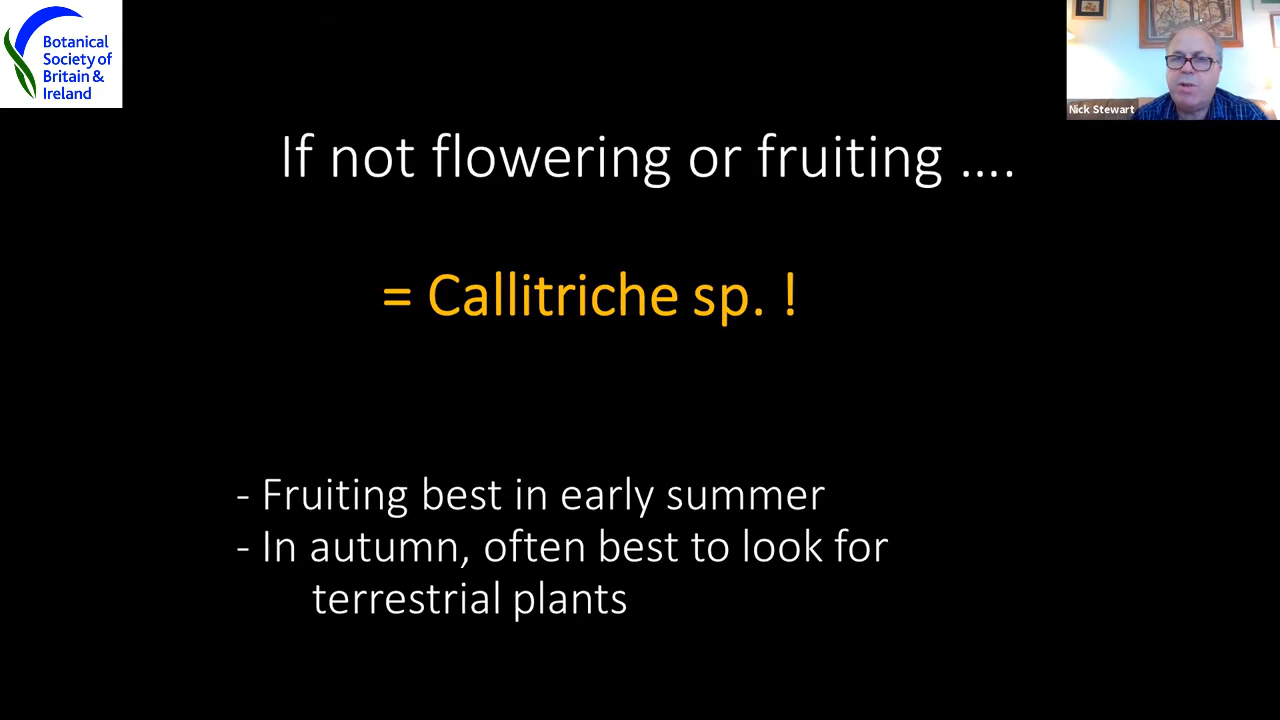 Botanical
Society of
Britain &
Ireland
Nick Stewart
If not flowering or fruiting ....
= Callitriche sp. !
- Fruiting best in early summer
- In autumn, often best to look for
terrestrial plants